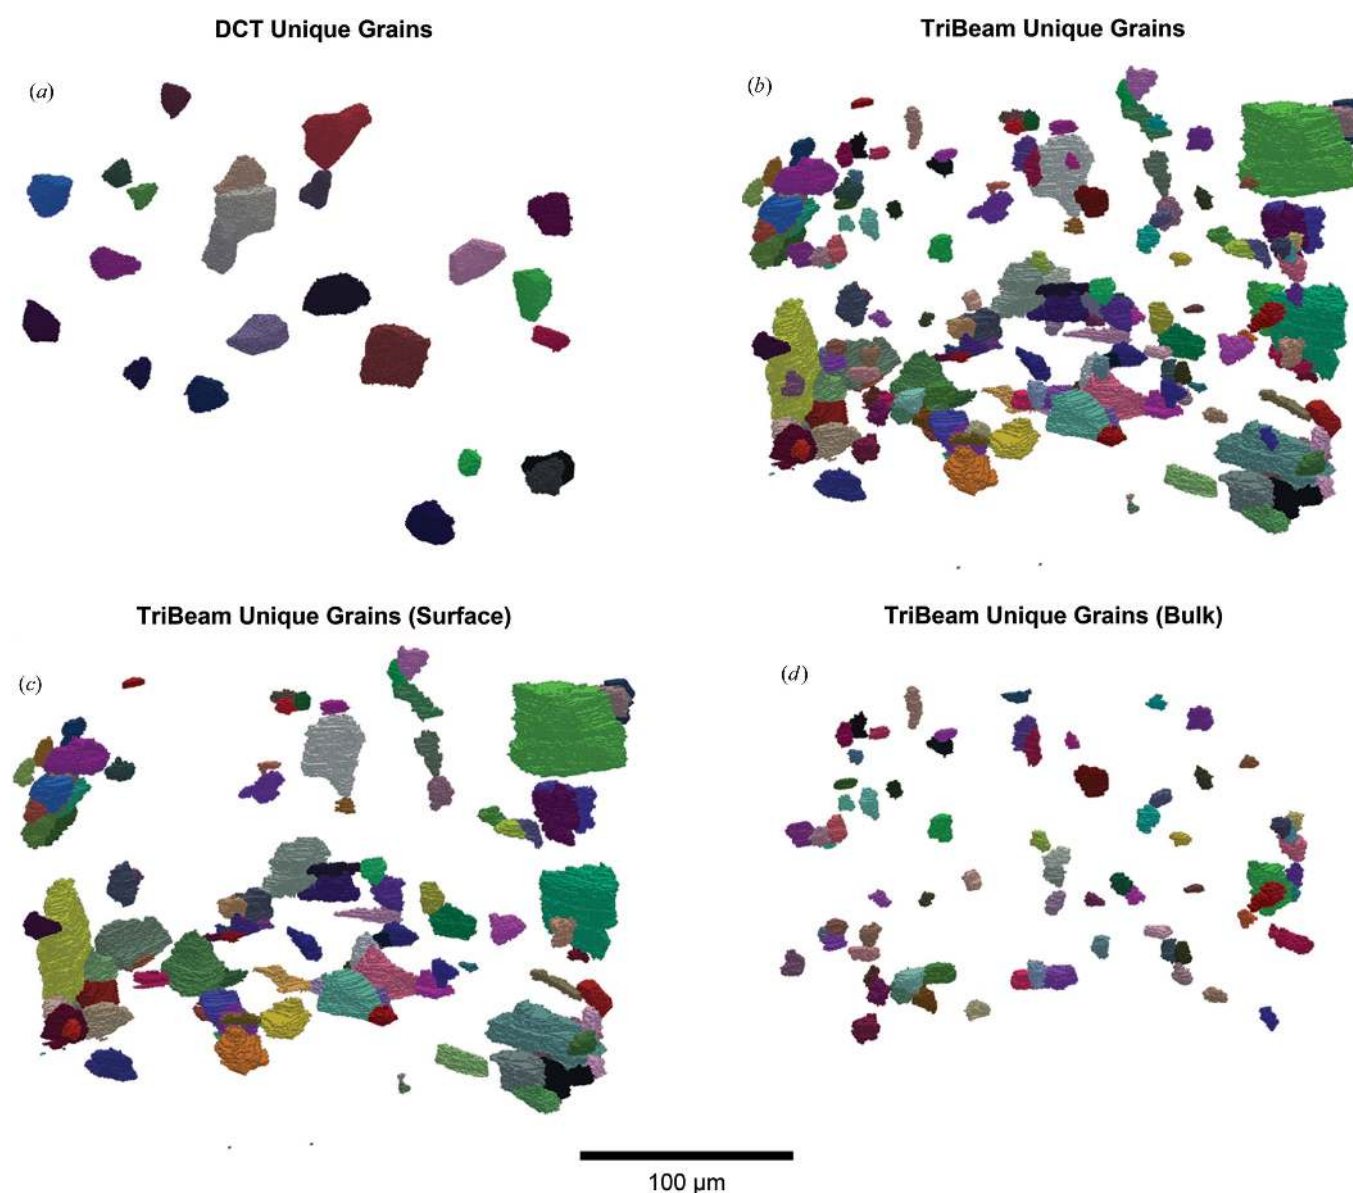 DCT Unique Grains
TriBeam Unique Grains
(a)
(b)
TriBeam Unique Grains (Surface)
TriBeam Unique Grains (Bulk)
(c)
(d)
100 μm